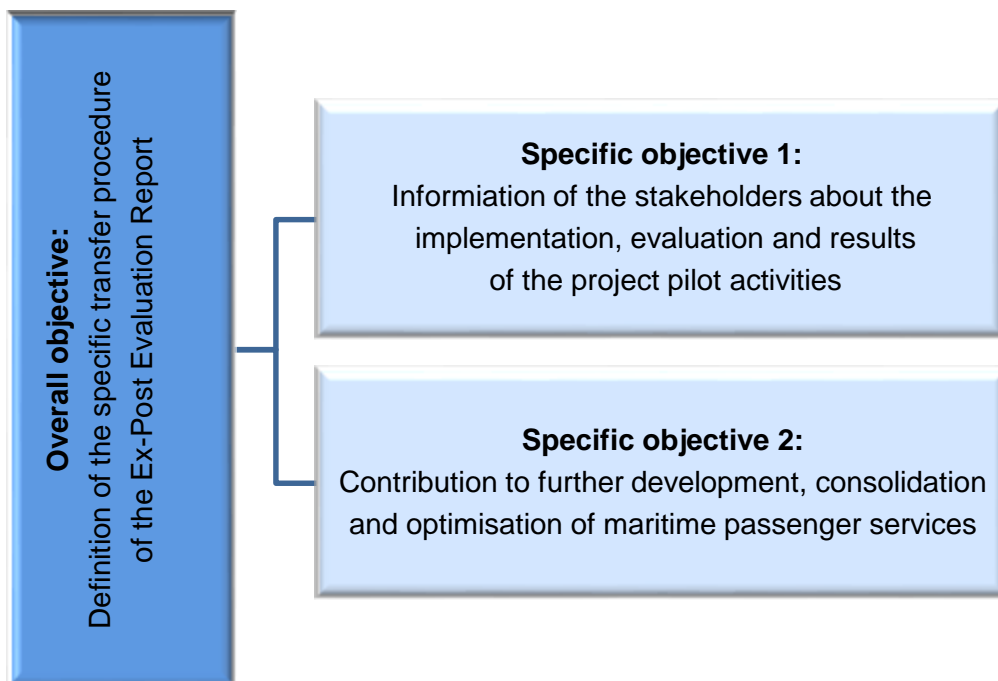 Overall objective:
Definition of the specific transfer procedure
of the Ex-Post Evaluation Report
Specific objective 1:
Informiation of the stakeholders about the
implementation, evaluation and results
of the project pilot activities
Specific objective 2:
Contribution to further development, consolidation
and optimisation of maritime passenger services